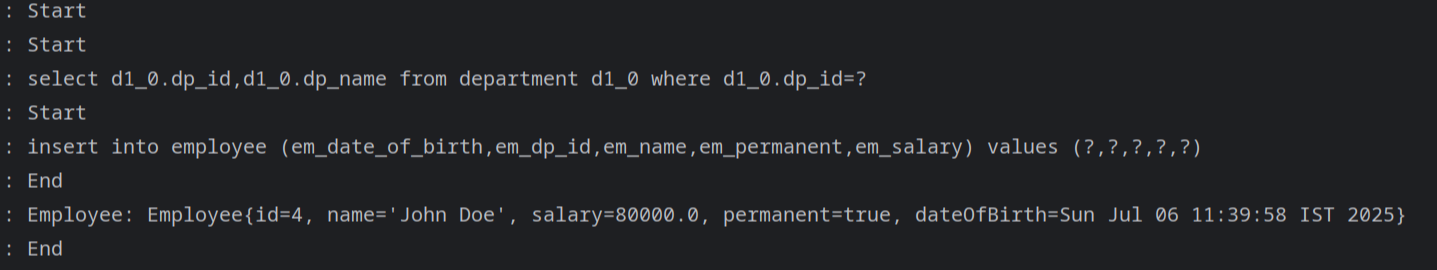 : Start
: Start
: select d1_0.dp_id,d1_0.dp_name from department d1_0 where d1_0.dp_id=?
: Start
: insert into employee (em_date_of_birth,em_dp_id,em_name,em_permanent,em_salary) values (?,?,?,?,?)
: End
: Employee: Employee{id=4, name='John Doe', salary=80000.0, permanent=true, dateOfBirth=Sun Jul 06 11:39:58 IST 2025}
: End